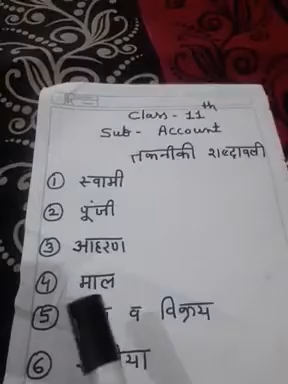 Class - 11th
Sub - Account
तकनीकी शब्दावली
① स्वामी
② पूंजी
③ आहरण
④ माल
⑤ व विक्रय
⑥